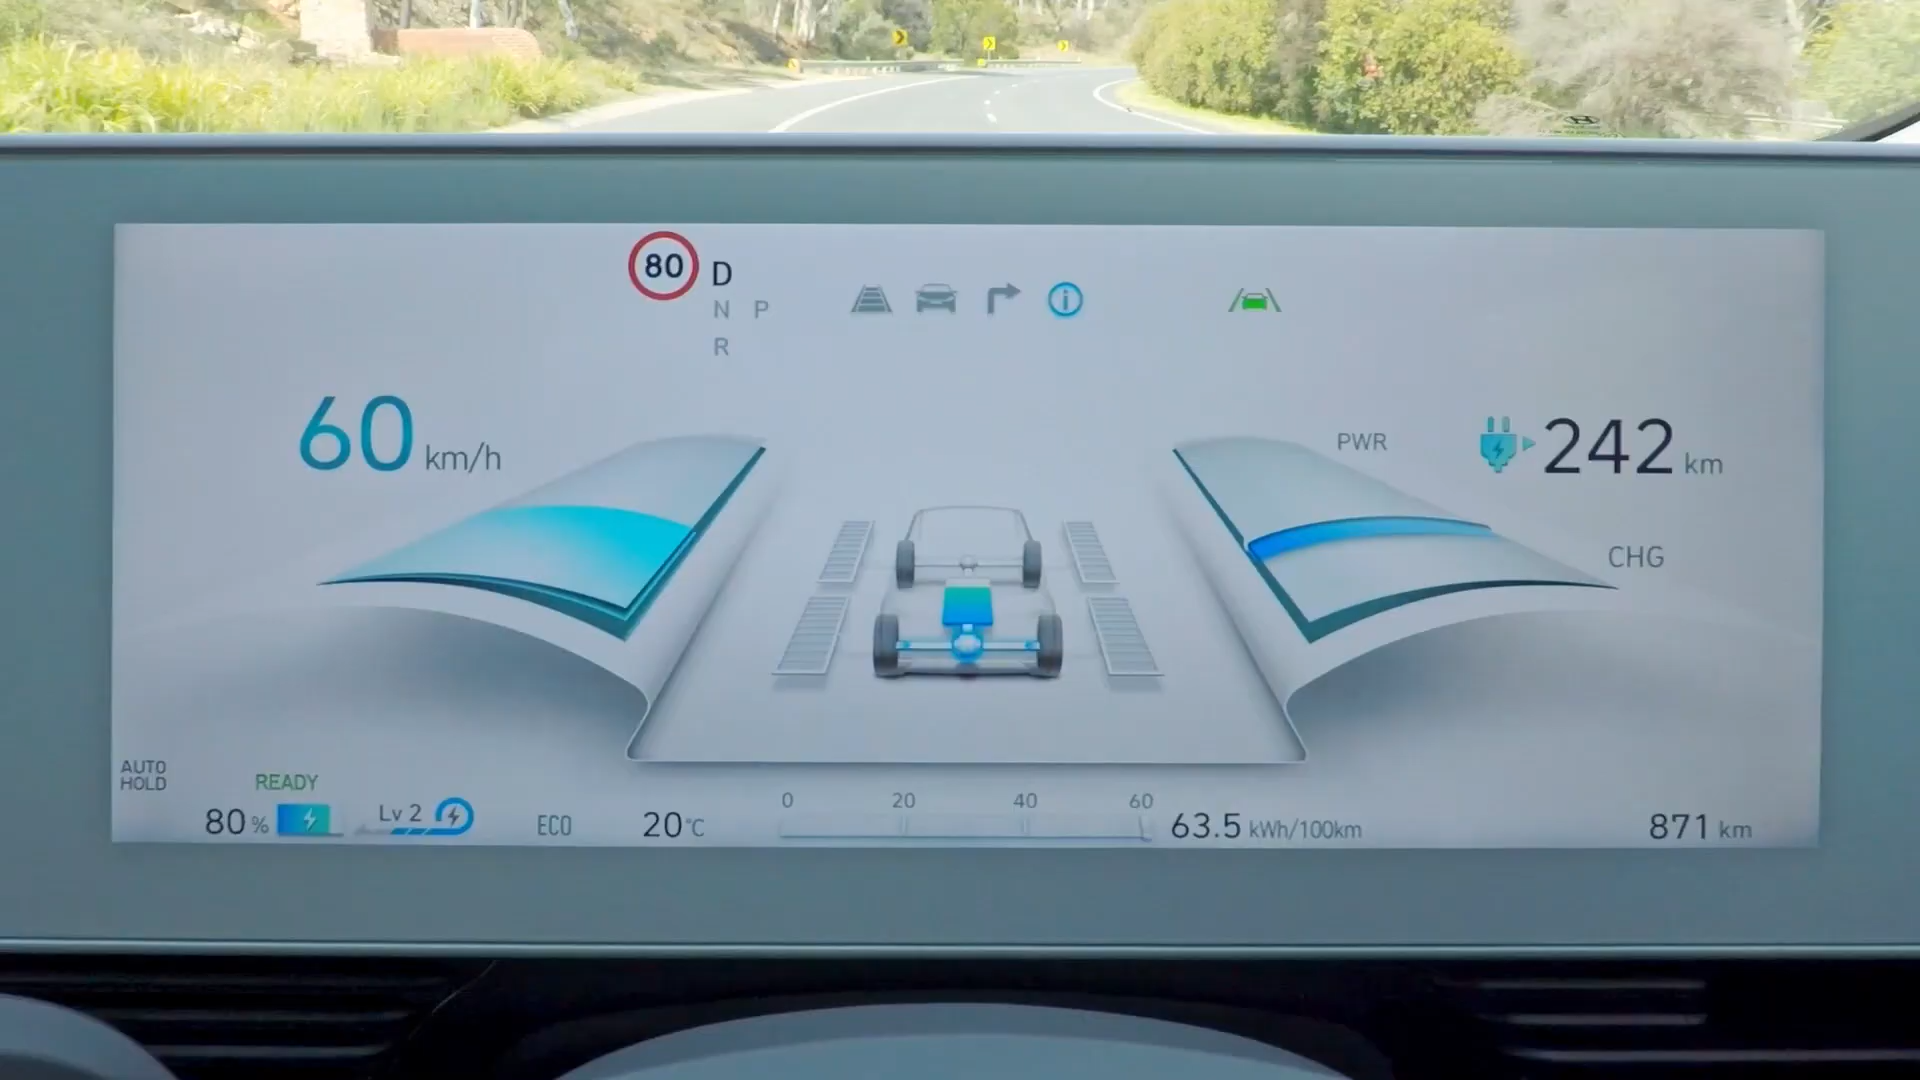 80 D
N P
R
60 km/h
PWR
242 km
CHG
AUTO
HOLD
READY
80 %
Lv 2
ECO
20 °C
0 20 40 60
63.5 kWh/100km
871 km